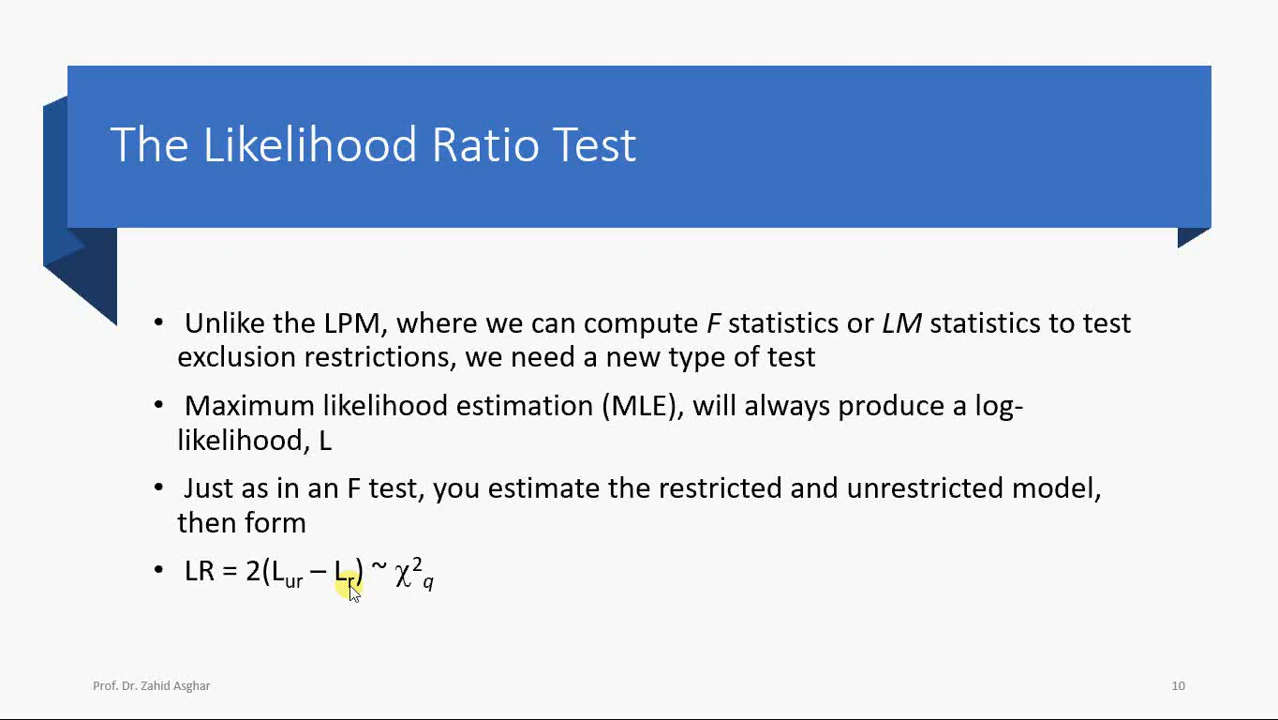 The Likelihood Ratio Test
• Unlike the LPM, where we can compute F statistics or LM statistics to test
exclusion restrictions, we need a new type of test
• Maximum likelihood estimation (MLE), will always produce a log-
likelihood, L
• Just as in an F test, you estimate the restricted and unrestricted model,
then form
• LR = 2(Lur – Lr) ~ χ²q
Prof. Dr. Zahid Asghar
10